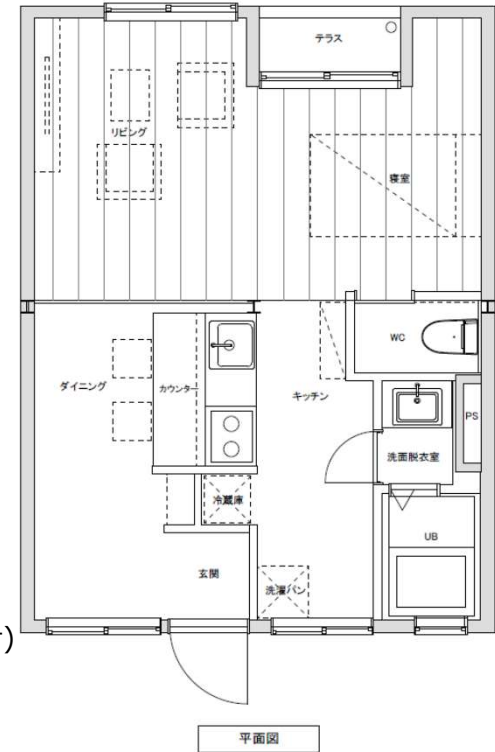 テラス
リビング
寝室
WC
ダイニング
カウンター
キッチン
PS
洗面脱衣室
冷蔵庫
UB
玄関
洗濯パン
平面図